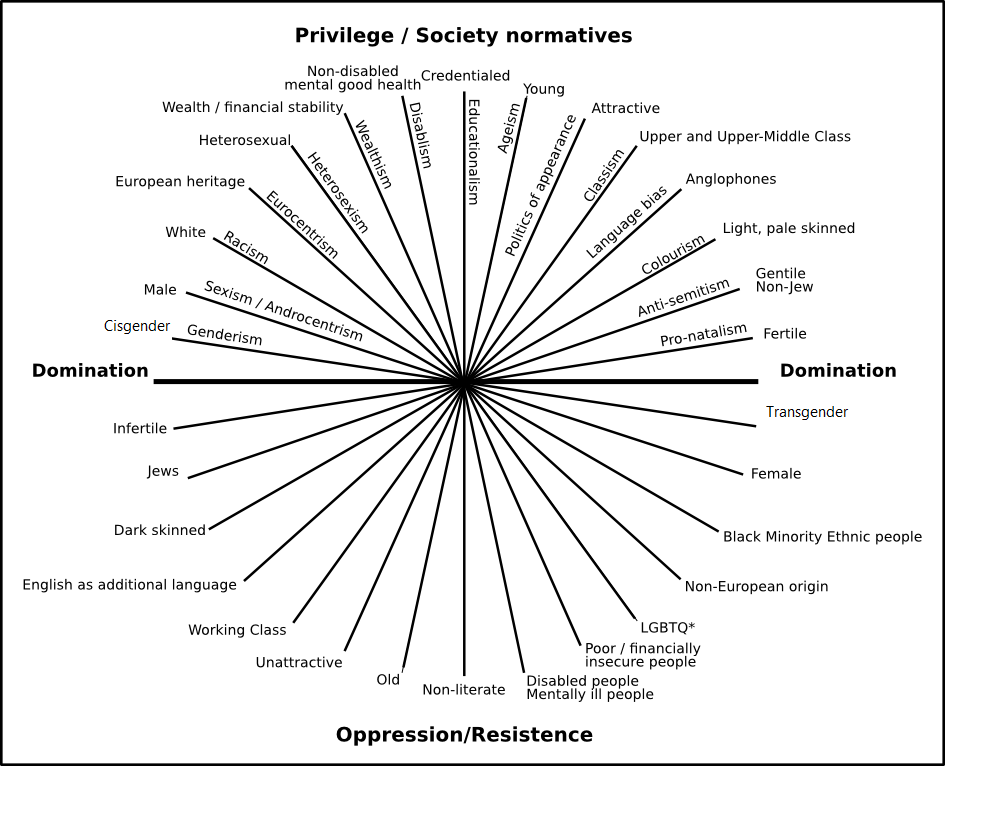 Privilege / Society normatives
Non-disabled
mental good health
Credentialed
Young
Wealth / financial stability
Attractive
Heterosexual
Upper and Upper-Middle Class
European heritage
Anglophones
White
Light, pale skinned
Male
Gentile
Non-Jew
Cisgender
Fertile
Genderism
Sexism / Androcentrism
Racism
Eurocentrism
Heterosexism
Wealthism
Disablism
Educationalism
Ageism
Politics of appearance
Classism
Language bias
Colourism
Anti-semitism
Pro-natalism
Domination
Domination
Infertile
Transgender
Jews
Female
Dark skinned
Black Minority Ethnic people
English as additional language
Non-European origin
Working Class
LGBTQ*
Unattractive
Poor / financially
insecure people
Old
Non-literate
Disabled people
Mentally ill people
Oppression/Resistence